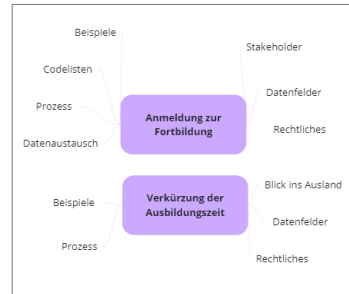 Beispiele
Stakeholder
Codelisten
Datenfelder
Prozess
Anmeldung zur
Fortbildung
Rechtliches
Datenaustausch
Blick ins Ausland
Beispiele
Verkürzung der
Ausbildungszeit
Datenfelder
Prozess
Rechtliches